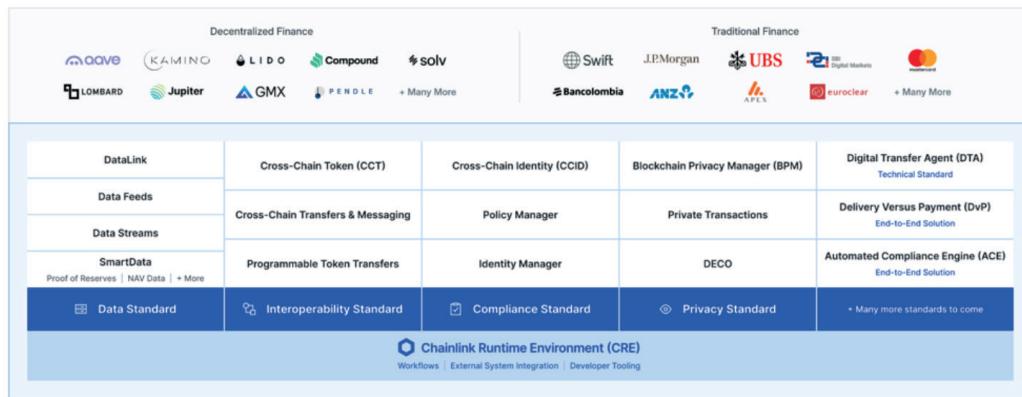 Decentralized Finance
aave
KAMINO
LIDO
Compound
solv
LOMBARD
Jupiter
GMX
PENDLE
+ Many More
Traditional Finance
Swift
J.P.Morgan
UBS
SBI Digital Markets
mastercard
Bancolombia
ANZ
APEX
euroclear
+ Many More
DataLink
Data Feeds
Data Streams
SmartData
Proof of Reserves | NAV Data | + More
Data Standard
Cross-Chain Token (CCT)
Cross-Chain Transfers & Messaging
Programmable Token Transfers
Interoperability Standard
Cross-Chain Identity (CCID)
Policy Manager
Identity Manager
Compliance Standard
Blockchain Privacy Manager (BPM)
Private Transactions
DECO
Privacy Standard
Digital Transfer Agent (DTA)
Technical Standard
Delivery Versus Payment (DvP)
End-to-End Solution
Automated Compliance Engine (ACE)
End-to-End Solution
+ Many more standards to come
Chainlink Runtime Environment (CRE)
Workflows | External System Integration | Developer Tooling